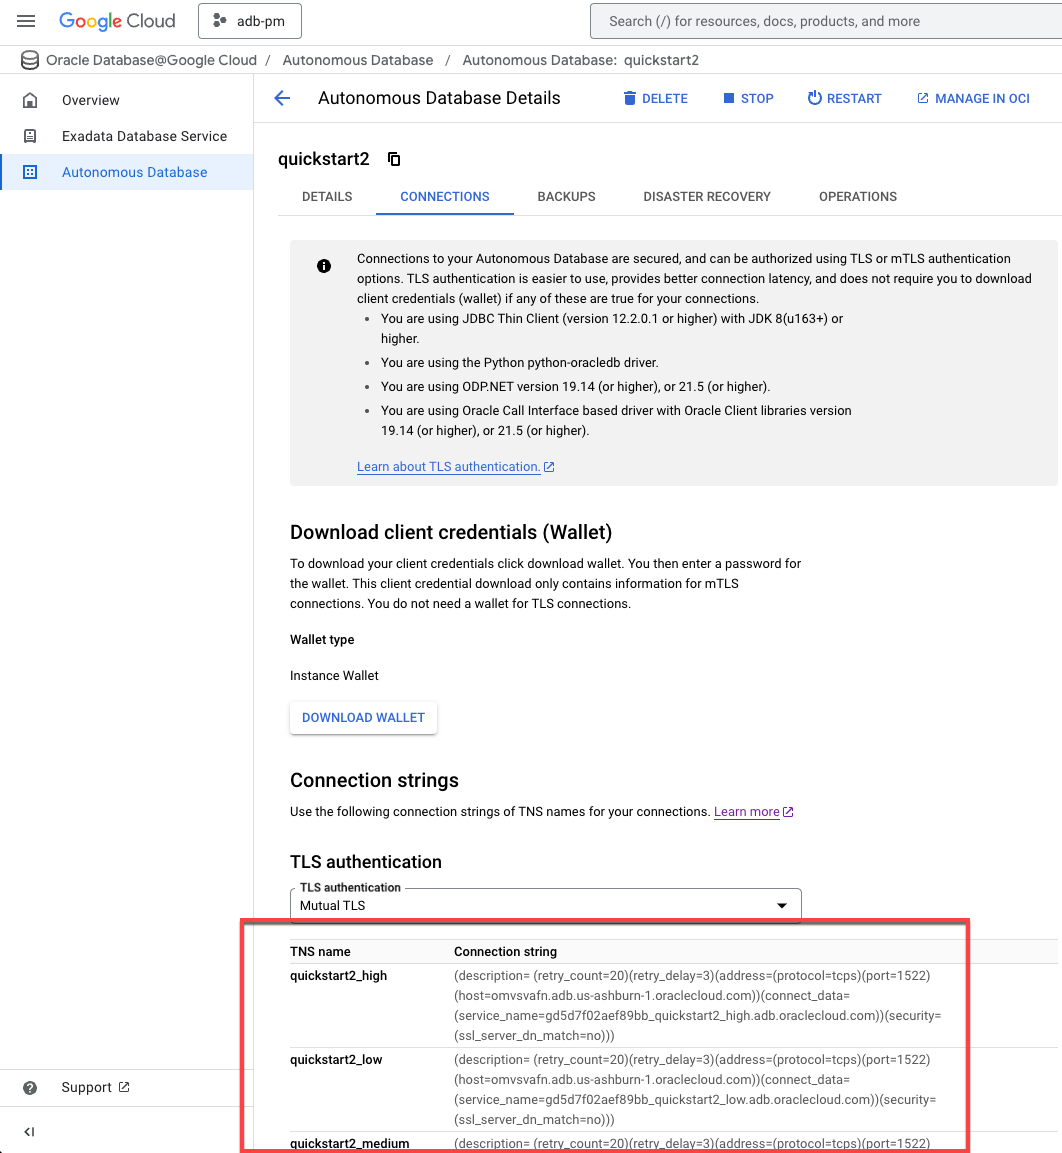 Google Cloud
adb-pm
Search (/) for resources, docs, products, and more
Oracle Database@Google Cloud / Autonomous Database / Autonomous Database: quickstart2
Overview
Exadata Database Service
Autonomous Database
Autonomous Database Details
DELETE
STOP
RESTART
MANAGE IN OCI
quickstart2
DETAILS
CONNECTIONS
BACKUPS
DISASTER RECOVERY
OPERATIONS
Connections to your Autonomous Database are secured, and can be authorized using TLS or mTLS authentication
options. TLS authentication is easier to use, provides better connection latency, and does not require you to download
client credentials (wallet) if any of these are true for your connections.
• You are using JDBC Thin Client (version 12.2.0.1 or higher) with JDK 8(u163+) or
higher.
• You are using the Python python-oracledb driver.
• You are using ODP.NET version 19.14 (or higher), or 21.5 (or higher).
• You are using Oracle Call Interface based driver with Oracle Client libraries version
19.14 (or higher), or 21.5 (or higher).
Learn about TLS authentication.
Download client credentials (Wallet)
To download your client credentials click download wallet. You then enter a password for
the wallet. This client credential download only contains information for mTLS
connections. You do not need a wallet for TLS connections.
Wallet type
Instance Wallet
DOWNLOAD WALLET
Connection strings
Use the following connection strings of TNS names for your connections. Learn more
TLS authentication
TLS authentication
Mutual TLS
TNS name
Connection string
quickstart2_high
(description= (retry_count=20)(retry_delay=3)(address=(protocol=tcps)(port=1522)
(host=omvsvafn.adb.us-ashburn-1.oraclecloud.com))(connect_data=
(service_name=gd5d7f02aef89bb_quickstart2_high.adb.oraclecloud.com))(security=
(ssl_server_dn_match=no)))
quickstart2_low
(description= (retry_count=20)(retry_delay=3)(address=(protocol=tcps)(port=1522)
(host=omvsvafn.adb.us-ashburn-1.oraclecloud.com))(connect_data=
(service_name=gd5d7f02aef89bb_quickstart2_low.adb.oraclecloud.com))(security=
(ssl_server_dn_match=no)))
quickstart2_medium
(description= (retry_count=20)(retry_delay=3)(address=(protocol=tcps)(port=1522)
Support